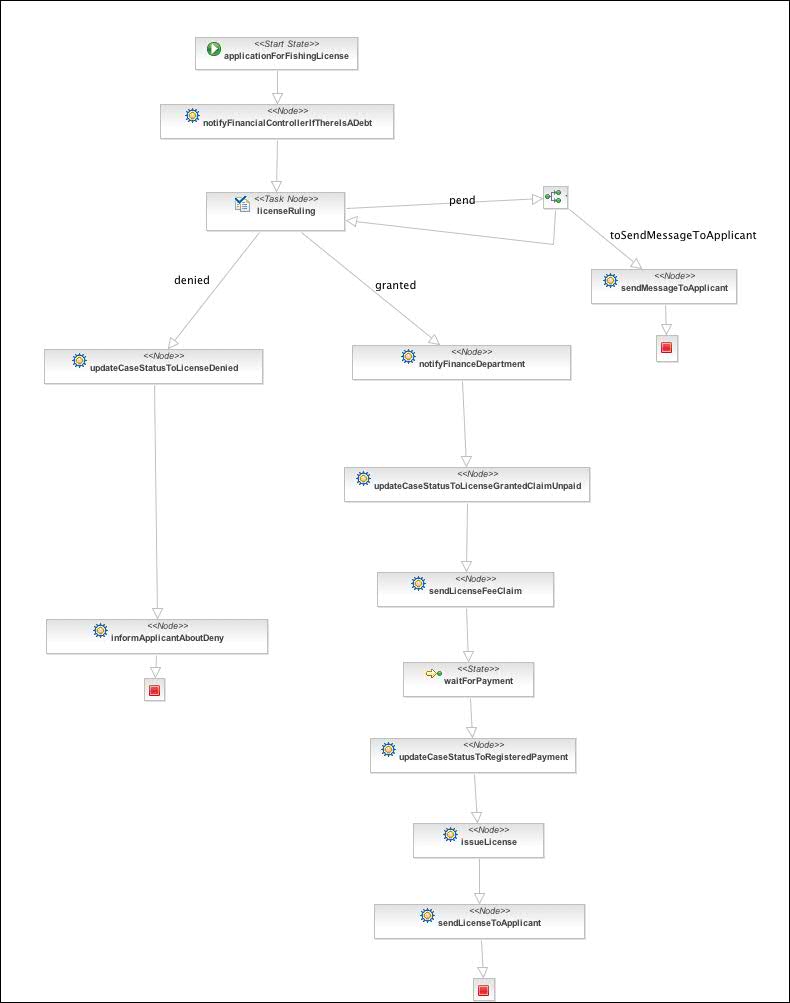 <<Start State>>
applicationForFishingLicense
<<Node>>
notifyFinancialControllerIfThereIsADebt
<<Task Node>>
licenseRuling
pend
toSendMessageToApplicant
<<Node>>
sendMessageToApplicant
denied
granted
<<Node>>
updateCaseStatusToLicenseDenied
<<Node>>
notifyFinanceDepartment
<<Node>>
updateCaseStatusToLicenseGrantedClaimUnpaid
<<Node>>
sendLicenseFeeClaim
<<Node>>
informApplicantAboutDeny
<<State>>
waitForPayment
<<Node>>
updateCaseStatusToRegisteredPayment
<<Node>>
issueLicense
<<Node>>
sendLicenseToApplicant